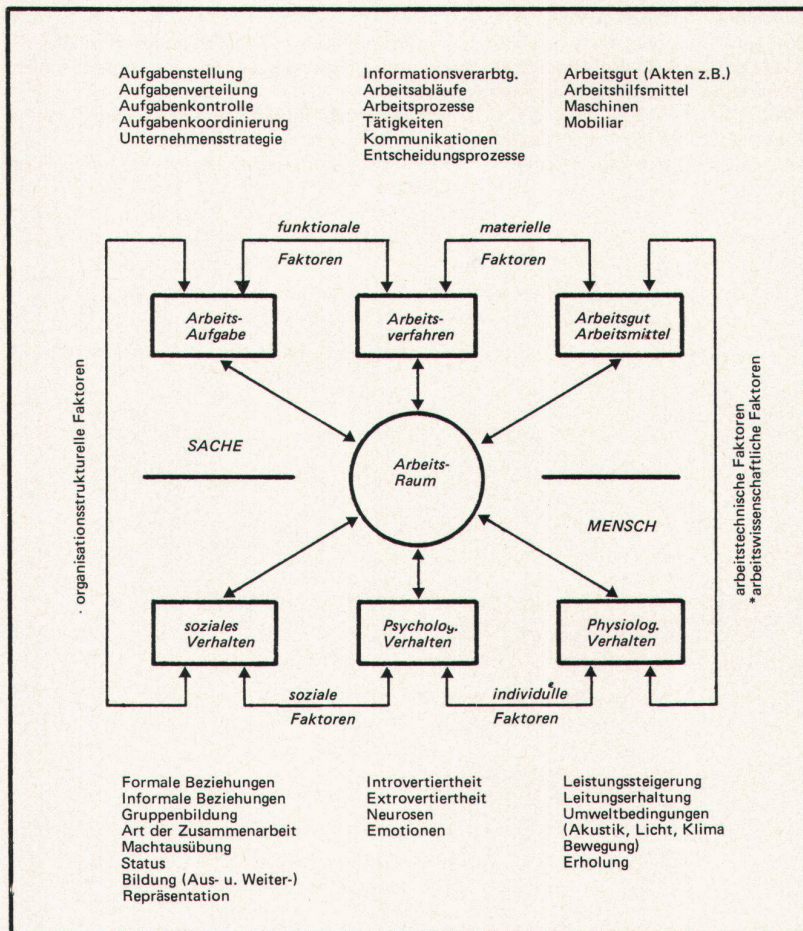 Aufgabenstellung
Aufgabenverteilung
Aufgabenkontrolle
Aufgabenkoordinierung
Unternehmensstrategie
Informationsverarbtg.
Arbeitsabläufe
Arbeitsprozesse
Tätigkeiten
Kommunikationen
Entscheidungsprozesse
Arbeitsgut (Akten z.B.)
Arbeitshilfsmittel
Maschinen
Mobiliar
funktionale
Faktoren
materielle
Faktoren
Arbeits-
Aufgabe
Arbeits-
verfahren
Arbeitsgut
Arbeitsmittel
organisationsstrukturelle Faktoren
SACHE
Arbeits-
Raum
MENSCH
arbeitstechnische Faktoren
*arbeitswissenschaftliche Faktoren
soziales
Verhalten
Psycholog.
Verhalten
Physiolog.
Verhalten
soziale
Faktoren
individuelle
Faktoren
Formale Beziehungen
Informale Beziehungen
Gruppenbildung
Art der Zusammenarbeit
Machtausübung
Status
Bildung (Aus- u. Weiter-)
Repräsentation
Introvertiertheit
Extrovertiertheit
Neurosen
Emotionen
Leistungssteigerung
Leitungserhaltung
Umweltbedingungen
(Akustik, Licht, Klima
Bewegung)
Erholung